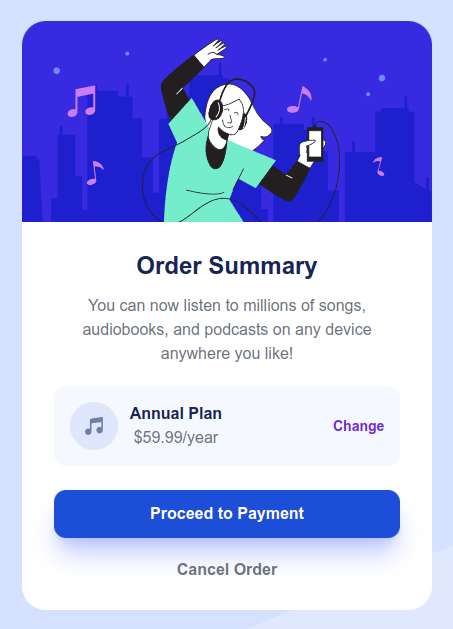 Order Summary
You can now listen to millions of songs,
audiobooks, and podcasts on any device
anywhere you like!
Annual Plan
$59.99/year
Change
Proceed to Payment
Cancel Order